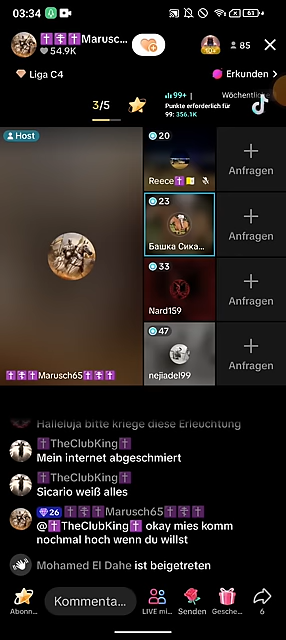 03:34
61
✝️☦️✝️Marusc...
54.9K
85
Liga C4
Erkunden >
3/5
99+
Wöchentliche
Punkte erforderlich für
99: 356.1K
Host
✝️☦️✝️Marusch65✝️☦️✝️
20
Reece✝️
Anfragen
23
Башка Сика...
Anfragen
33
Nard159
Anfragen
47
nejiadel99
Anfragen
Halleluja bitte kriege diese Erleuchtung
✝️TheClubKing✝️
Mein internet abgeschmiert
✝️TheClubKing✝️
Sicario weiß alles
26 ✝️☦️✝️Marusch65✝️☦️✝️
@✝️TheClubKing✝️ okay mies komm
nochmal hoch wenn du willst
Mohamed El Dahe ist beigetreten
Abonn...
Kommenta...
LIVE mi...
Senden
Gesche...
6